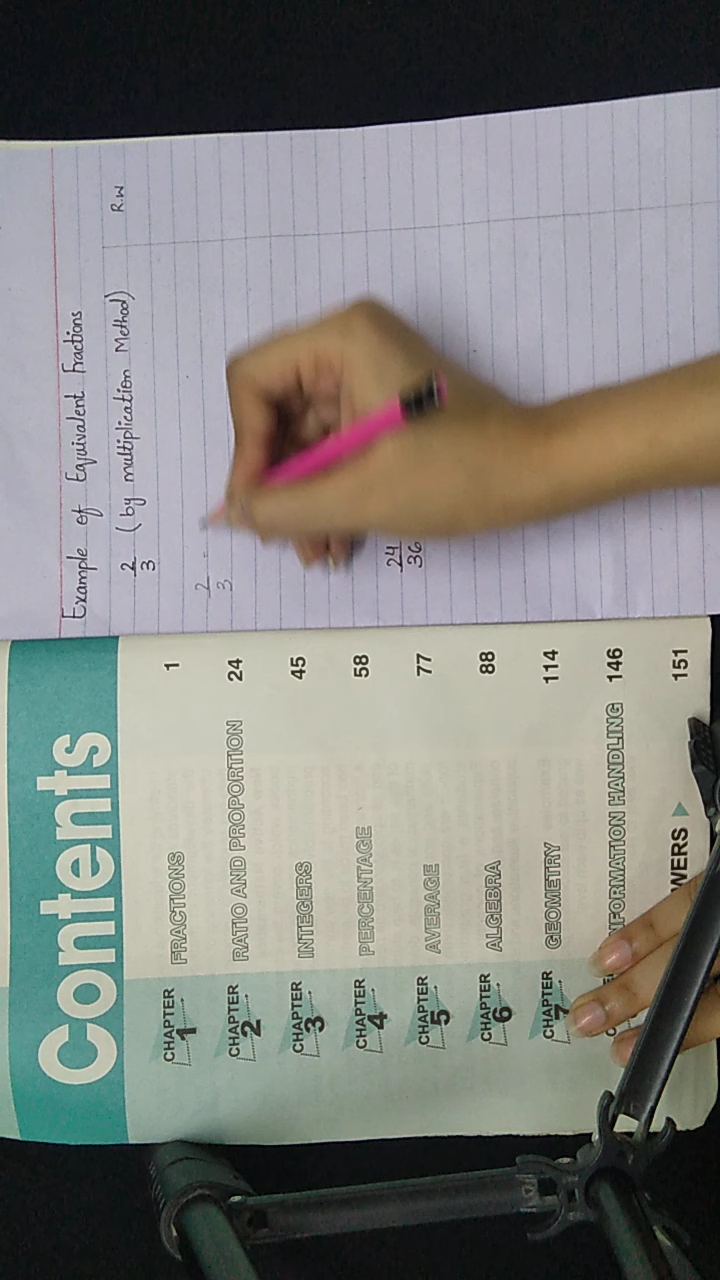 Contents
CHAPTER 1 FRACTIONS 1
CHAPTER 2 RATIO AND PROPORTION 24
CHAPTER 3 INTEGERS 45
CHAPTER 4 PERCENTAGE 58
CHAPTER 5 AVERAGE 77
CHAPTER 6 ALGEBRA 88
CHAPTER 7 GEOMETRY 114
NFORMATION HANDLING 146
WERS 151
Example of Equivalent Fractions
R.W
2/3 (by multiplication Method)
2/3 -
24/36